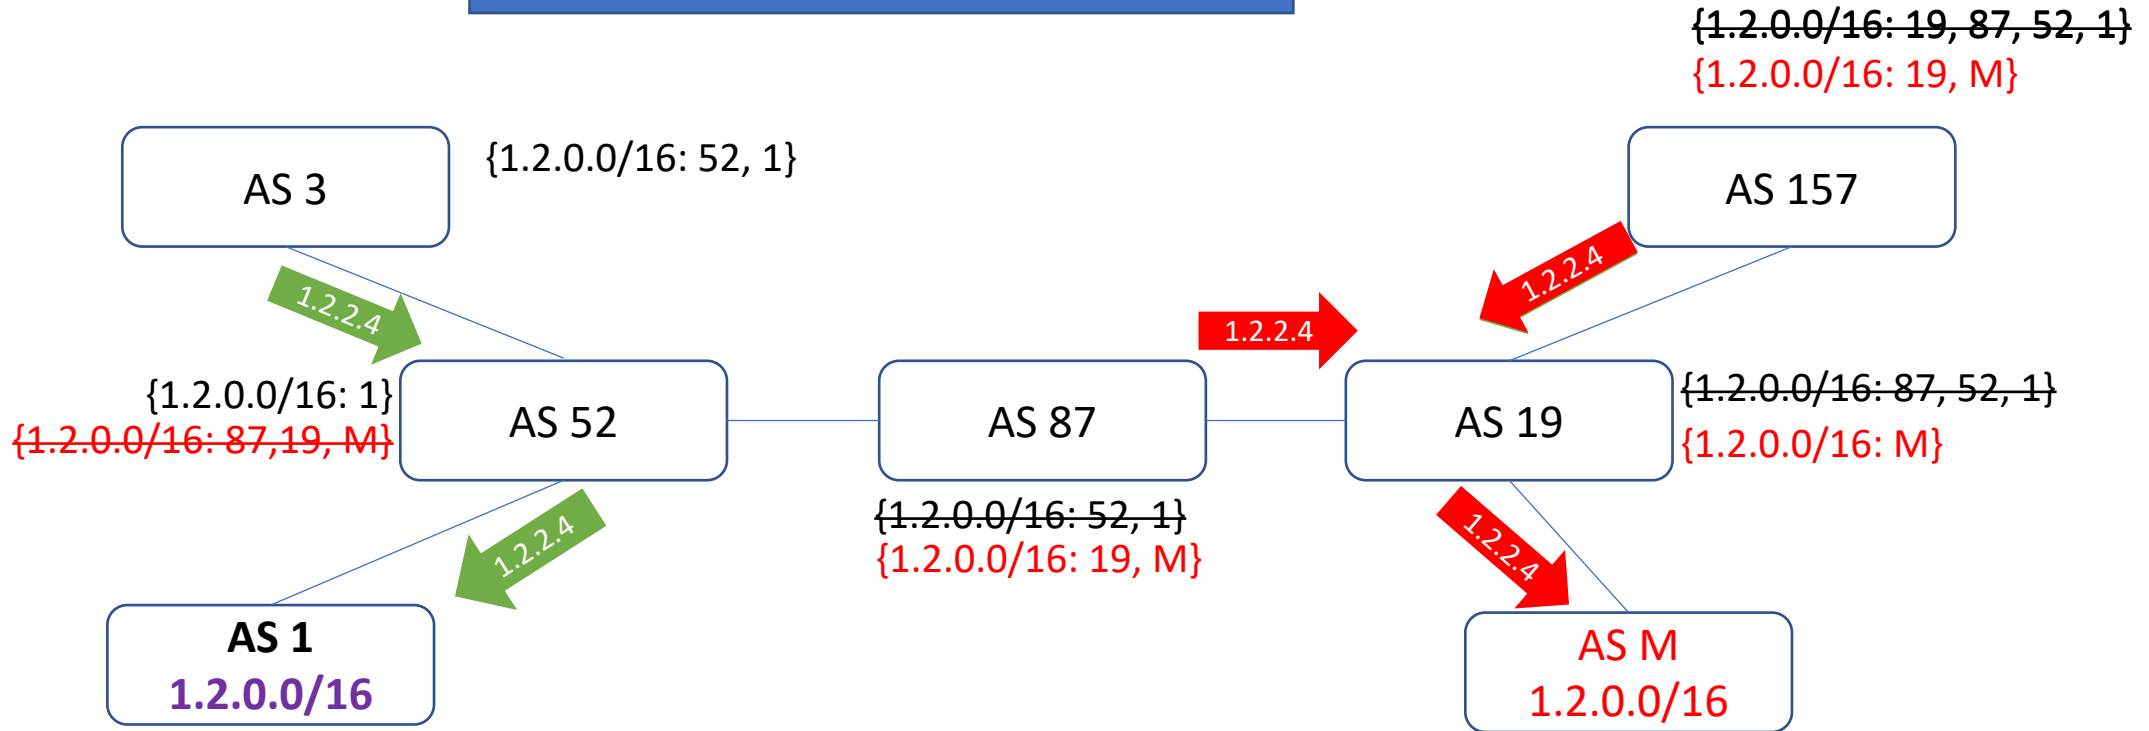 {1.2.0.0/16: 19, 87, 52, 1}
{1.2.0.0/16: 19, M}
AS 3
{1.2.0.0/16: 52, 1}
AS 157
1.2.2.4
1.2.2.4
1.2.2.4
{1.2.0.0/16: 1}
{1.2.0.0/16: 87,19, M}
AS 52
AS 87
AS 19
{1.2.0.0/16: 87, 52, 1}
{1.2.0.0/16: M}
{1.2.0.0/16: 52, 1}
{1.2.0.0/16: 19, M}
1.2.2.4
1.2.2.4
AS 1
1.2.0.0/16
AS M
1.2.0.0/16